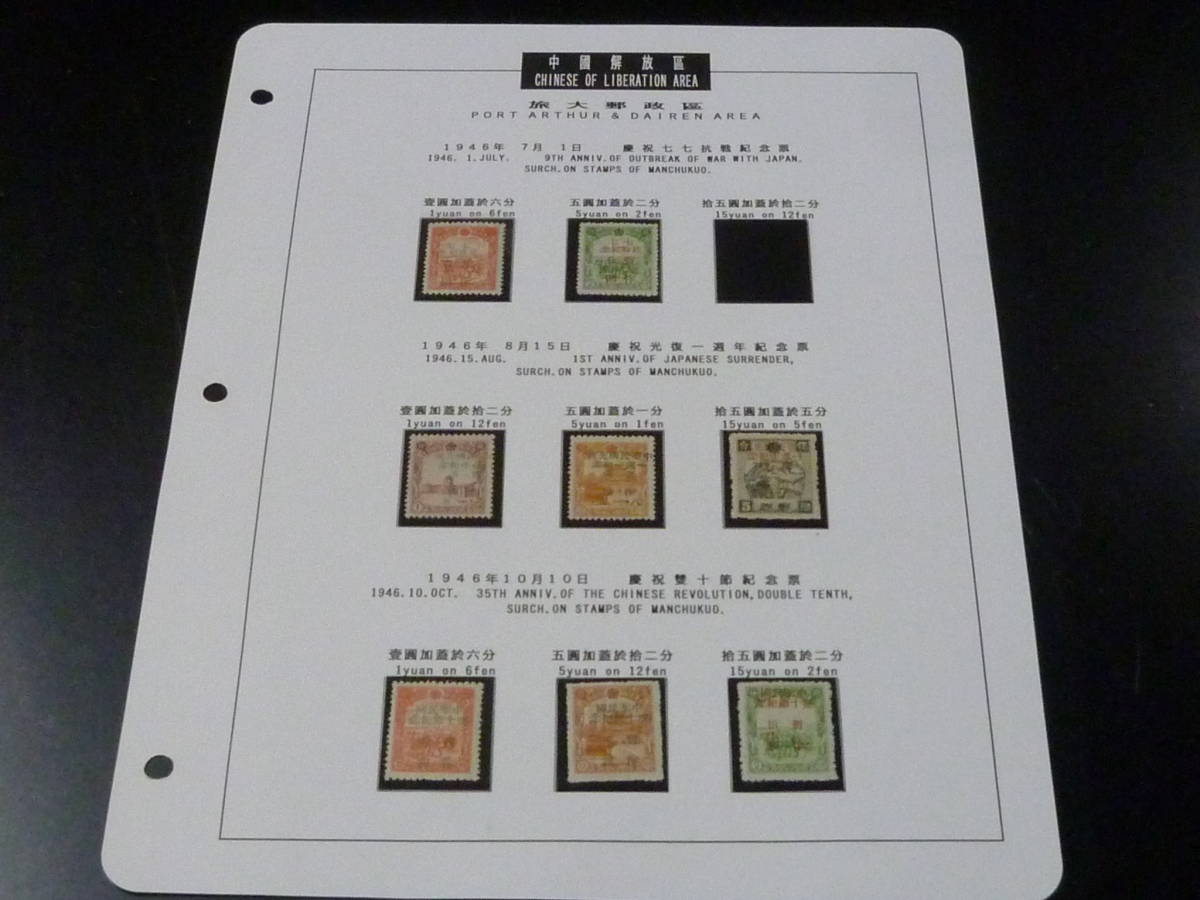 中國解放區
CHINESE OF LIBERATION AREA
旅大郵政區
PORT ARTHUR & DAIREN AREA
1946年 7月 1日 慶祝七七抗戦紀念票
1946. 1.JULY. 9TH ANNIV.OF OUTBREAK OF WAR WITH JAPAN.
SURCH.ON STAMPS OF MANCHUKUO.
壹圓加蓋於六分 五圓加蓋於二分 拾五圓加蓋於拾二分
1yuan on 6fen 5yuan on 2fen 15yuan on 12fen
1946年 8月15日 慶祝光復一週年紀念票
1946.15.AUG. 1ST ANNIV.OF JAPANESE SURRENDER,
SURCH.ON STAMPS OF MANCHUKUO.
壹圓加蓋於拾二分 五圓加蓋於一分 拾五圓加蓋於五分
1yuan on 12fen 5yuan on 1fen 15yuan on 5fen
5
1946年10月10日 慶祝雙十節紀念票
1946.10.OCT. 35TH ANNIV.OF THE CHINESE REVOLUTION,DOUBLE TENTH,
SURCH.ON STAMPS OF MANCHUKUO.
壹圓加蓋於六分 五圓加蓋於拾二分 拾五圓加蓋於二分
1yuan on 6fen 5yuan on 12fen 15yuan on 2fen